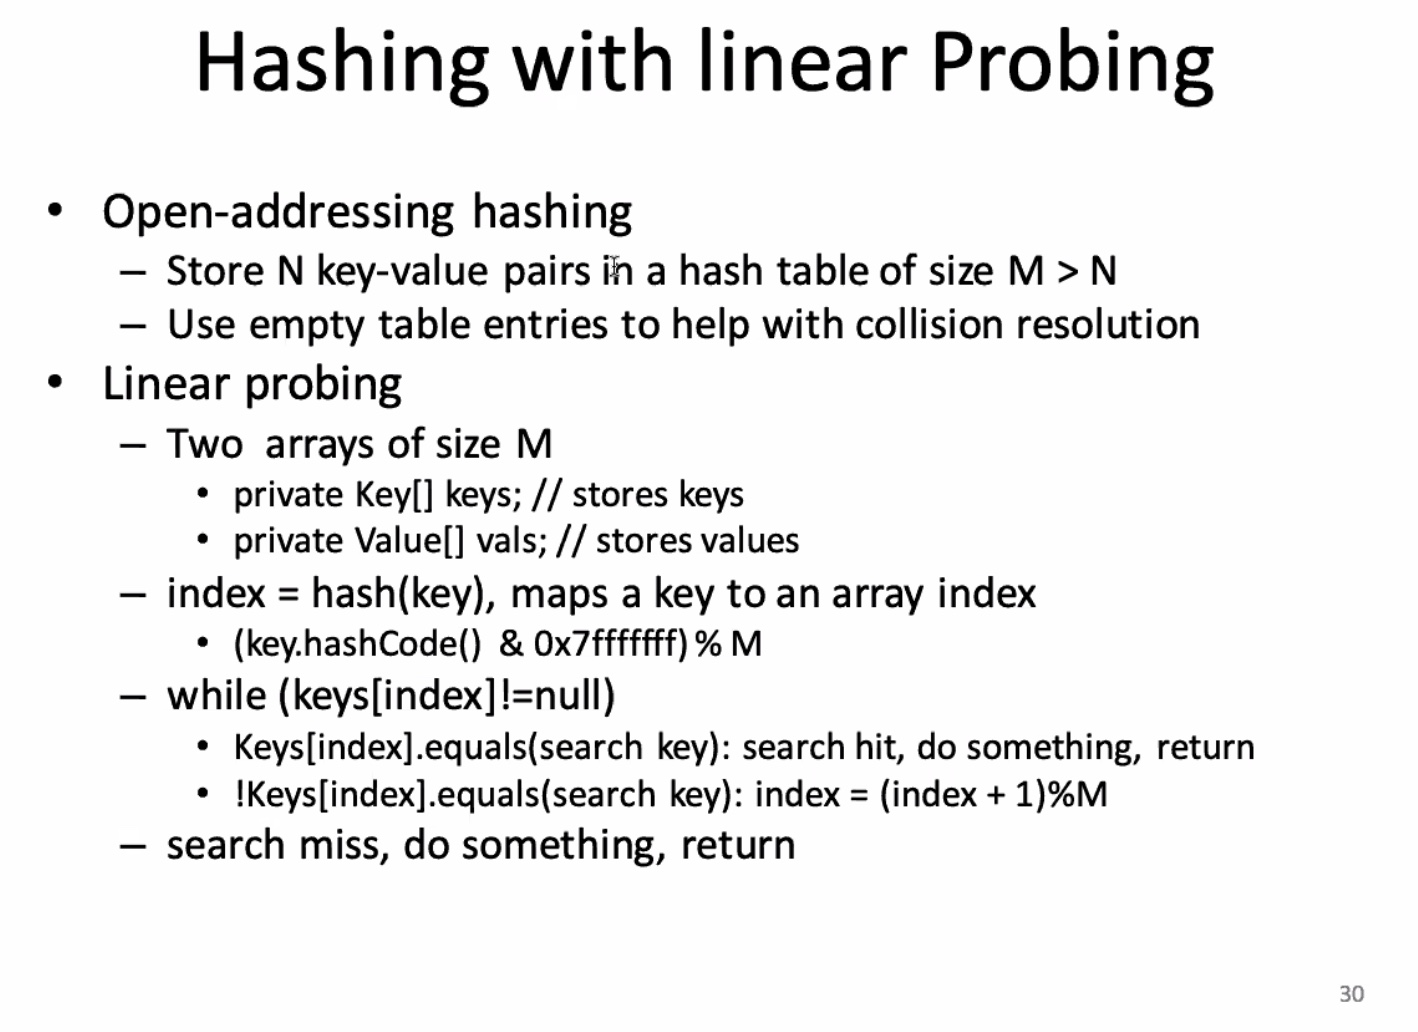 Hashing with linear Probing
• Open-addressing hashing
– Store N key-value pairs in a hash table of size M > N
– Use empty table entries to help with collision resolution
• Linear probing
– Two arrays of size M
• private Key[] keys; // stores keys
• private Value[] vals; // stores values
– index = hash(key), maps a key to an array index
• (key.hashCode() & 0x7fffffff) % M
– while (keys[index]!=null)
• Keys[index].equals(search key): search hit, do something, return
• !Keys[index].equals(search key): index = (index + 1)%M
– search miss, do something, return
30